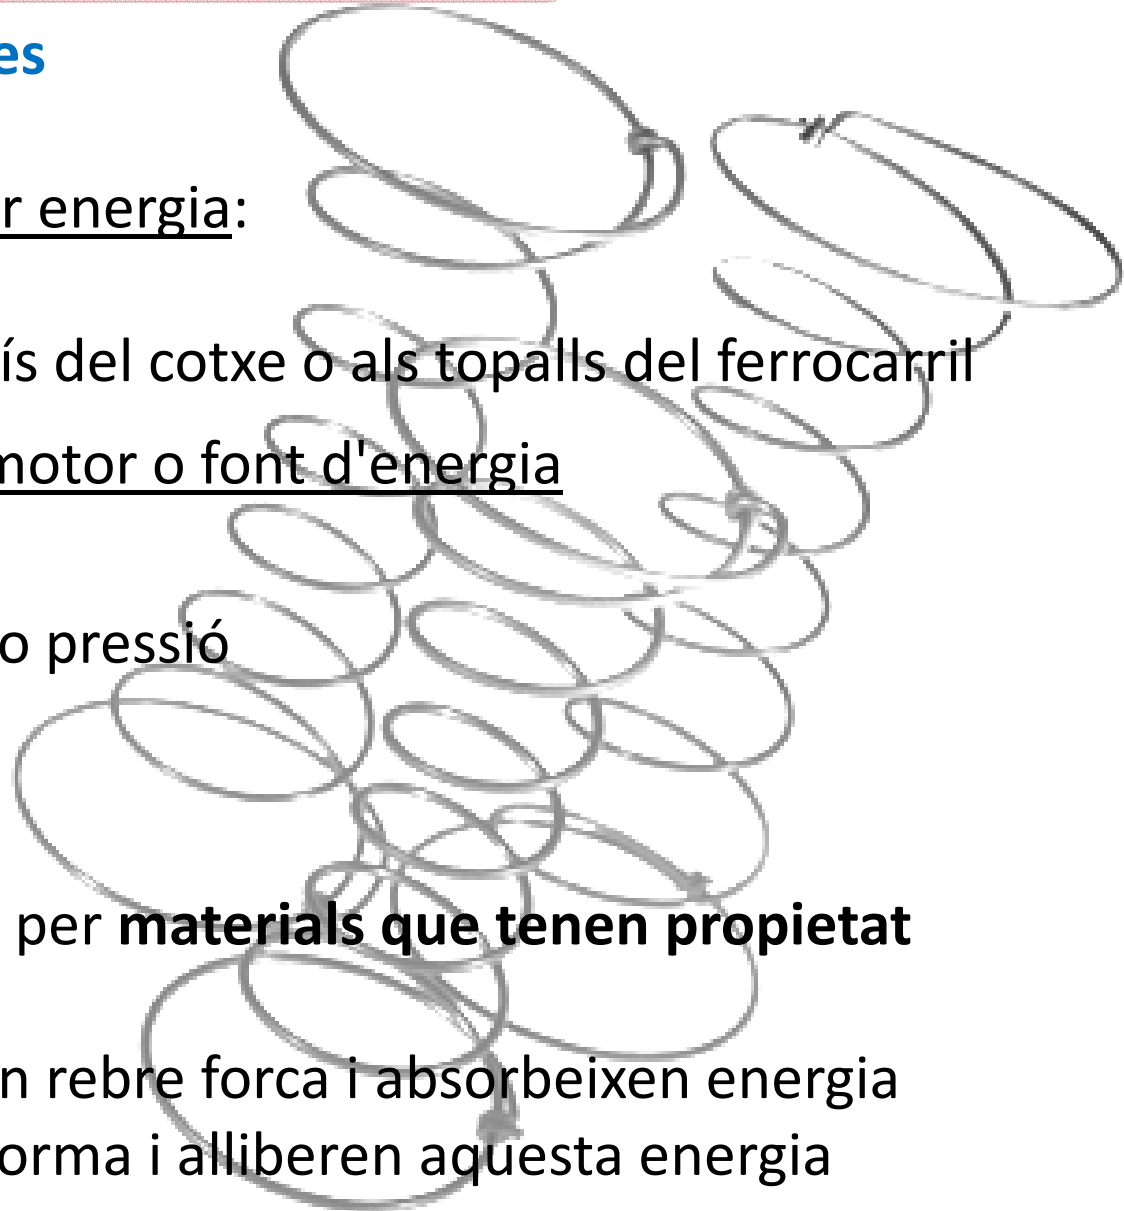 es
r energia:
ís del cotxe o als topalls del ferrocarril
motor o font d'energia
o pressió
per materials que tenen propietat
n rebre forca i absorbeixen energia
orma i alliberen aquesta energia